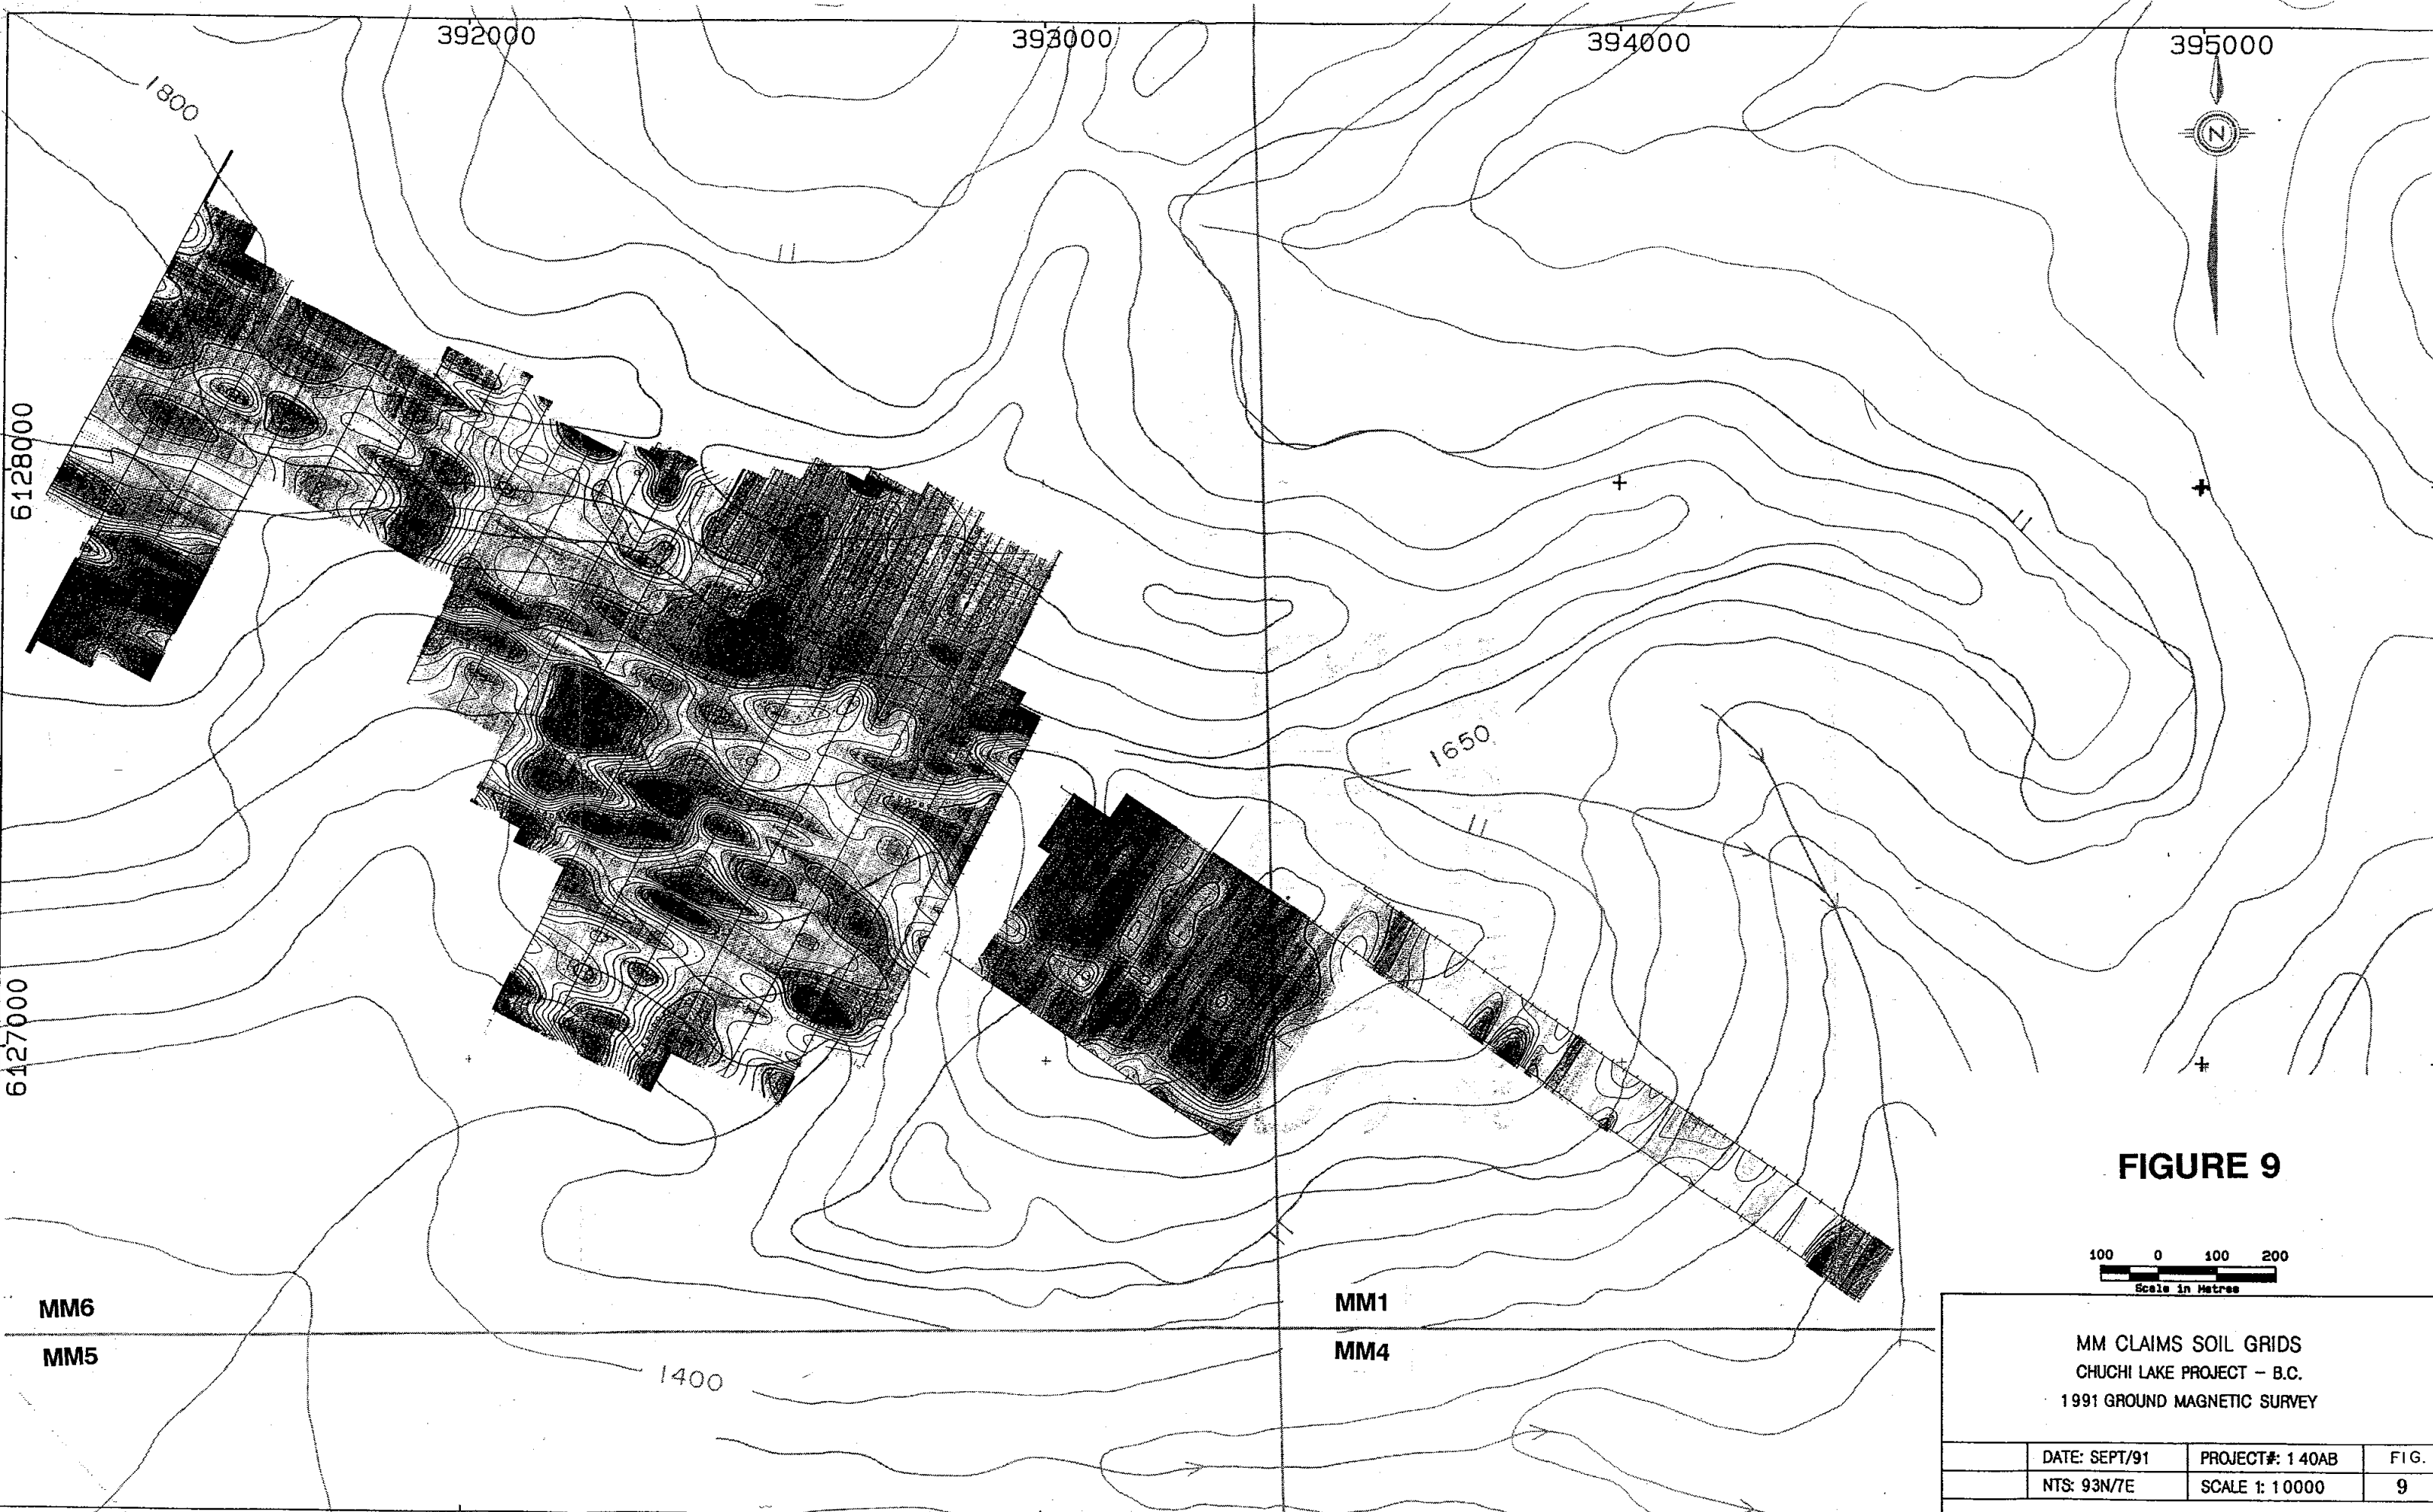 392000
393000
394000
395000
1800
N
6128000
1650
6127000
FIGURE 9
100 0 100 200
Scale in Metres
MM6
MM1
MM5
MM4
1400
MM CLAIMS SOIL GRIDS
CHUCHI LAKE PROJECT – B.C.
1991 GROUND MAGNETIC SURVEY
DATE: SEPT/91 PROJECT#: 140AB FIG.
NTS: 93N/7E SCALE 1: 10000 9